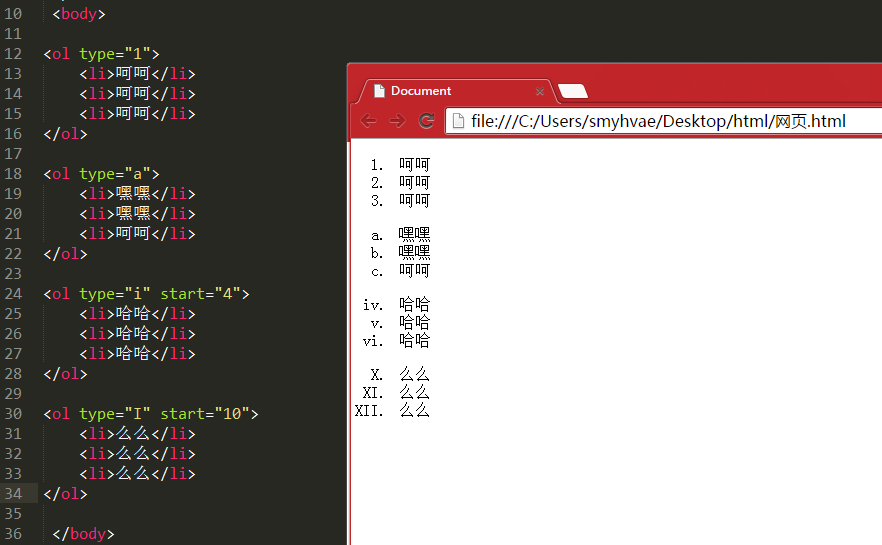 10 <body>
11
12 <ol type="1">
13 <li>呵呵</li>
14 <li>呵呵</li>
15 <li>呵呵</li>
16 </ol>
17
18 <ol type="a">
19 <li>嘿嘿</li>
20 <li>嘿嘿</li>
21 <li>呵呵</li>
22 </ol>
23
24 <ol type="i" start="4">
25 <li>哈哈</li>
26 <li>哈哈</li>
27 <li>哈哈</li>
28 </ol>
29
30 <ol type="I" start="10">
31 <li>么么</li>
32 <li>么么</li>
33 <li>么么</li>
34 </ol>
35
36 </body>
Document
file:///C:/Users/smyhvae/Desktop/html/网页.html
1. 呵呵
2. 呵呵
3. 呵呵
a. 嘿嘿
b. 嘿嘿
c. 呵呵
iv. 哈哈
v. 哈哈
vi. 哈哈
X. 么么
XI. 么么
XII. 么么